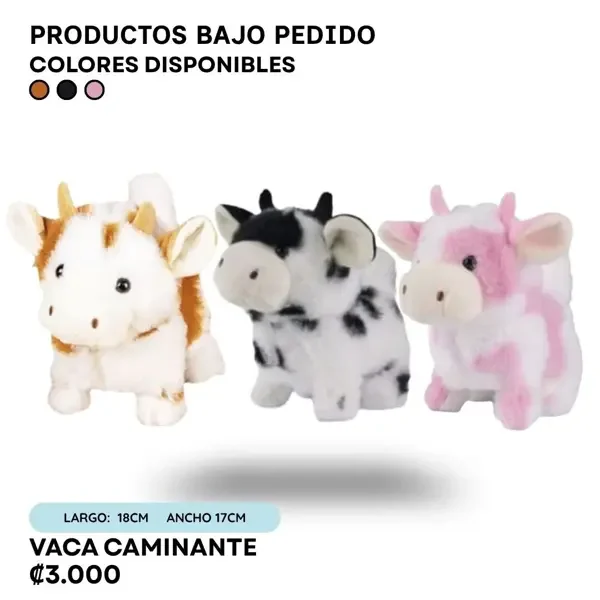 PRODUCTOS BAJO PEDIDO
COLORES DISPONIBLES
LARGO: 18CM ANCHO 17CM
VACA CAMINANTE
₡3.000